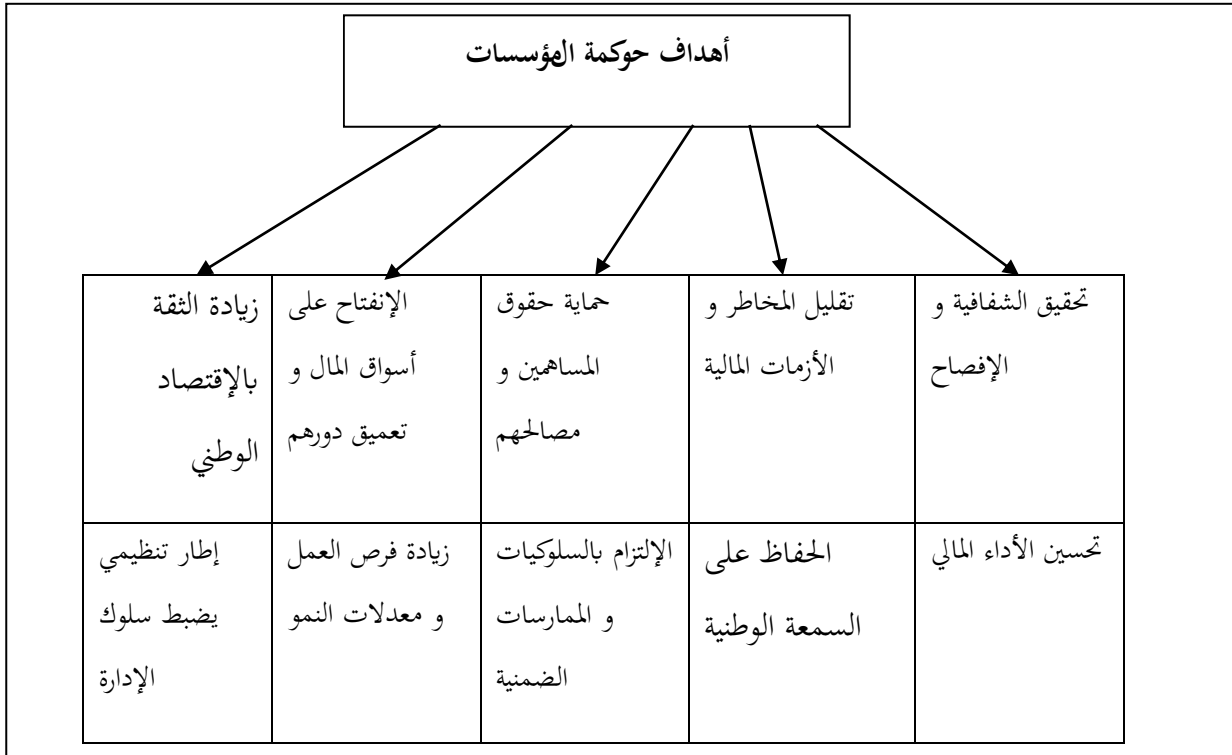 أهداف حوكمة المؤسسات
تحقيق الشفافية و
الإفصاح
تقليل المخاطر و
الأزمات المالية
حماية حقوق
المساهمين و
مصالحهم
الإنفتاح على
أسواق المال و
تعميق دورهم
زيادة الثقة
بالإقتصاد
الوطني
تحسين الأداء المالي
الحفاظ على
السمعة الوطنية
الإلتزام بالسلوكيات
و الممارسات
الضمنية
زيادة فرص العمل
و معدلات النمو
إطار تنظيمي
يضبط سلوك
الإدارة